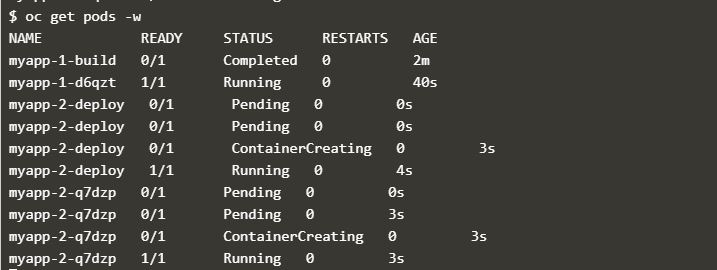 $ oc get pods -w
NAME READY STATUS RESTARTS AGE
myapp-1-build 0/1 Completed 0 2m
myapp-1-d6qzt 1/1 Running 0 40s
myapp-2-deploy 0/1 Pending 0 0s
myapp-2-deploy 0/1 Pending 0 0s
myapp-2-deploy 0/1 ContainerCreating 0 3s
myapp-2-deploy 1/1 Running 0 4s
myapp-2-q7dzp 0/1 Pending 0 0s
myapp-2-q7dzp 0/1 Pending 0 3s
myapp-2-q7dzp 0/1 ContainerCreating 0 3s
myapp-2-q7dzp 1/1 Running 0 3s